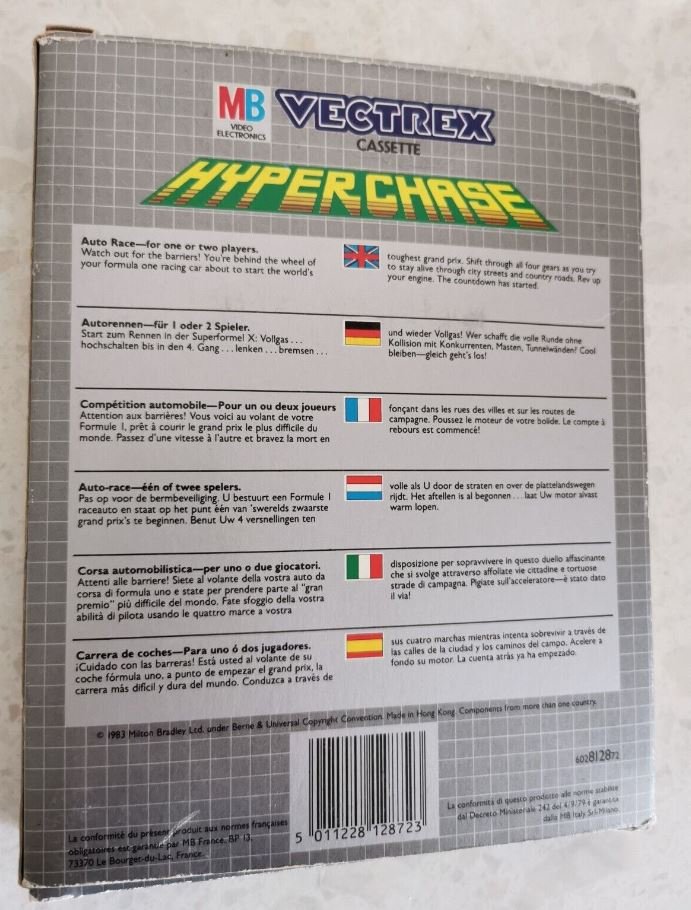 MB
VIDEO
ELECTRONICS
VECTREX
CASSETTE
HYPER CHASE
Auto Race—for one or two players.
Watch out for the barriers! You're behind the wheel of
your formula one racing car about to start the world's
toughest grand prix. Shift through all four gears as you try
to stay alive through city streets and country roads. Rev up
your engine. The countdown has started.
Autorennen—für 1 oder 2 Spieler.
Start zum Rennen in der Superformel X: Vollgas . . .
hochschalten bis in den 4. Gang . . . lenken . . . bremsen . . .
und wieder Vollgas! Wer schafft die volle Runde ohne
Kollision mit Konkurrenten, Masten, Tunnelwänden? Cool
bleiben—gleich geht's los!
Compétition automobile—Pour un ou deux joueurs
Attention aux barrières! Vous voici au volant de votre
Formule 1, prêt à courir le grand prix le plus difficile du
monde. Passez d'une vitesse à l'autre et bravez la mort en
fonçant dans les rues des villes et sur les routes de
campagne. Poussez le moteur de votre bolide. Le compte à
rebours est commencé!
Auto-race—één of twee spelers.
Pas op voor de bermbeveiliging. U bestuurt een Formule 1
raceauto en staat op het punt één van 'swerelds zwaarste
grand prix's te beginnen. Benut Uw 4 versnellingen ten
volle als U door de straten en over de plattelandswegen
rijdt. Het aftellen is al begonnen . . . laat Uw motor alvast
warm lopen.
Corsa automobilistica—per uno o due giocatori.
Attenti alle barriere! Siete al volante della vostra auto da
corsa di formula uno e state per prendere parte al "gran
premio" più difficile del mondo. Fate sfoggio della vostra
abilità di pilota usando le quattro marce a vostra
disposizione per sopravvivere in questo duello affascinante
che si svolge attraverso affollate vie cittadine e tortuose
strade di campagna. Pigiate sull'acceleratore—è stato dato
il via!
Carrera de coches—Para uno ó dos jugadores.
¡Cuidado con las barreras! Está usted al volante de su
coche fórmula uno, a punto de empezar el grand prix, la
carrera más difícil y dura del mundo. Conduzca a través de
sus cuatro marchas mientras intenta sobrevivir a través de
las calles de la ciudad y los caminos del campo. Acelere a
fondo su motor. La cuenta atrás ya ha empezado.
© 1983 Milton Bradley Ltd. under Berne & Universal Copyright Convention. Made in Hong Kong. Components from more than one country.
602812872
La conformité du présent produit aux normes françaises
obligatoires est garantie par MB France. BP 13,
73370 Le Bourget-du-Lac, France.
5 011228 128723
La conformità di questo prodotto alle norme stabilite
dal Decreto Ministeriale 242 del 4/9/79 è garantita
dalla MB Italy. S.r.l.-Milano.